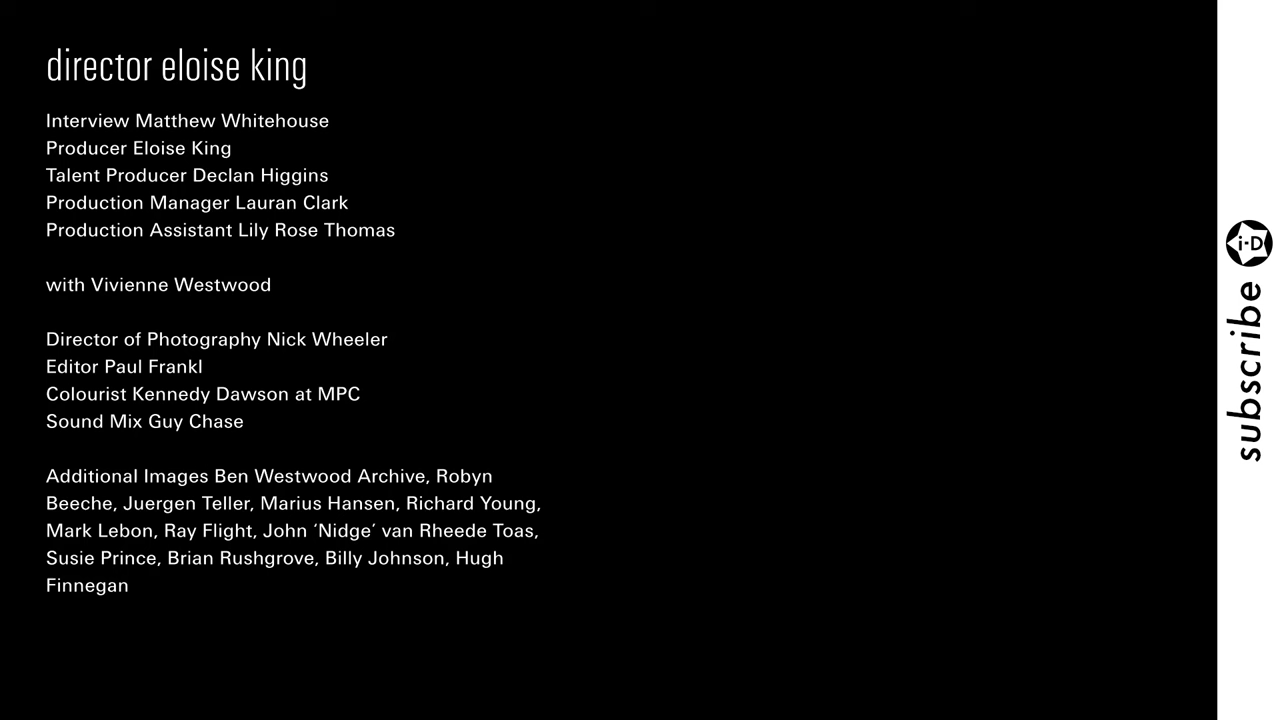 director eloise king
Interview Matthew Whitehouse
Producer Eloise King
Talent Producer Declan Higgins
Production Manager Lauran Clark
Production Assistant Lily Rose Thomas
with Vivienne Westwood
Director of Photography Nick Wheeler
Editor Paul Frankl
Colourist Kennedy Dawson at MPC
Sound Mix Guy Chase
Additional Images Ben Westwood Archive, Robyn
Beeche, Juergen Teller, Marius Hansen, Richard Young,
Mark Lebon, Ray Flight, John ‘Nidge’ van Rheede Toas,
Susie Prince, Brian Rushgrove, Billy Johnson, Hugh
Finnegan
i-D
subscribe